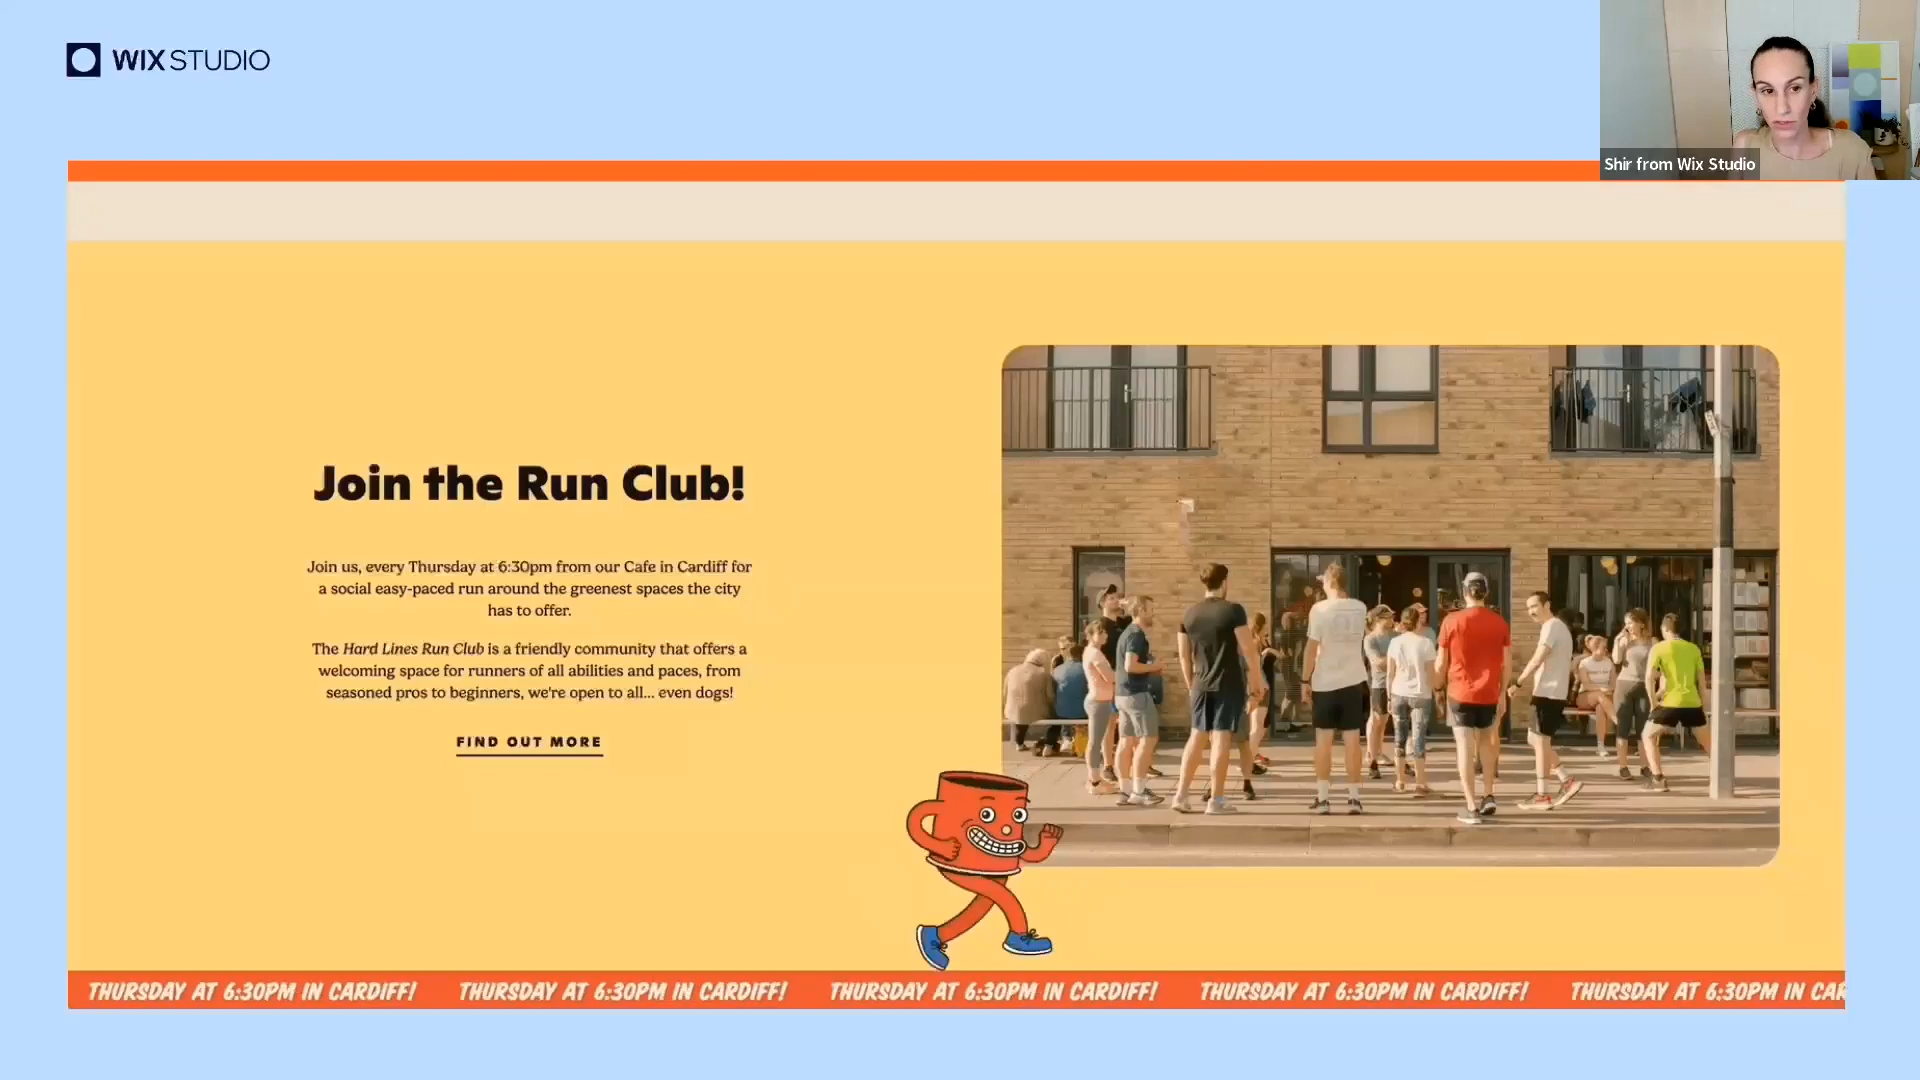 WIX STUDIO
Shir from Wix Studio
Join the Run Club!
Join us, every Thursday at 6:30pm from our Cafe in Cardiff for
a social easy-paced run around the greenest spaces the city
has to offer.
The Hard Lines Run Club is a friendly community that offers a
welcoming space for runners of all abilities and paces, from
seasoned pros to beginners, we're open to all... even dogs!
FIND OUT MORE
THURSDAY AT 6:30PM IN CARDIFF! THURSDAY AT 6:30PM IN CARDIFF! THURSDAY AT 6:30PM IN CARDIFF! THURSDAY AT 6:30PM IN CARDIFF! THURSDAY AT 6:30PM IN CAR